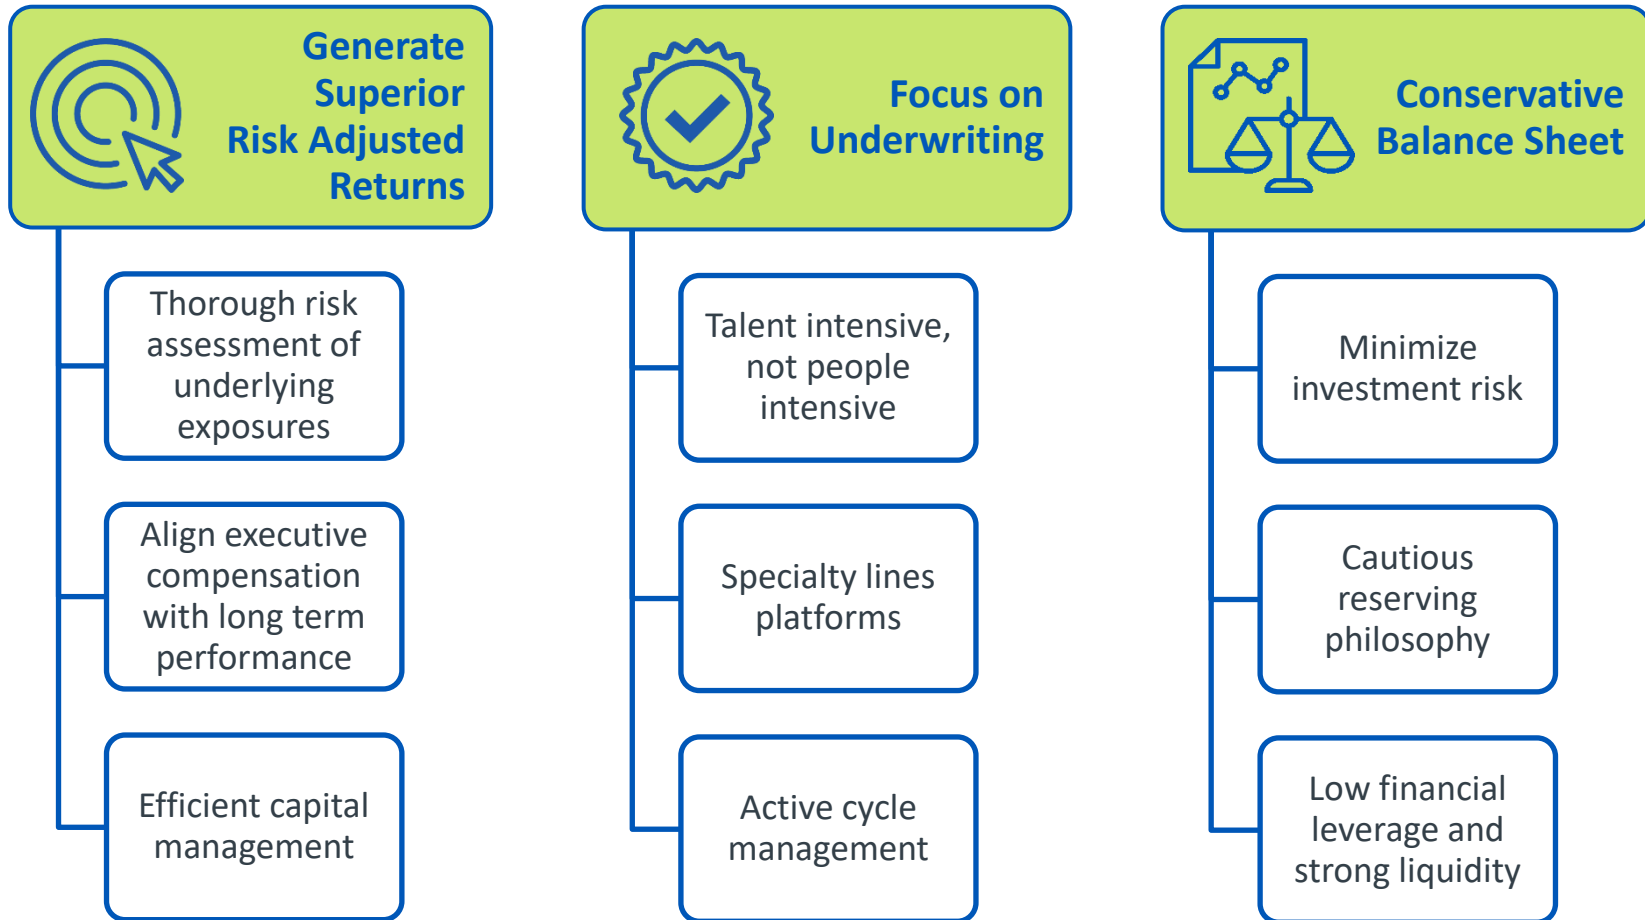 Generate
Superior
Risk Adjusted
Returns
Thorough risk
assessment of
underlying
exposures
Align executive
compensation
with long term
performance
Efficient capital
management
Focus on
Underwriting
Talent intensive,
not people
intensive
Specialty lines
platforms
Active cycle
management
Conservative
Balance Sheet
Minimize
investment risk
Cautious
reserving
philosophy
Low financial
leverage and
strong liquidity